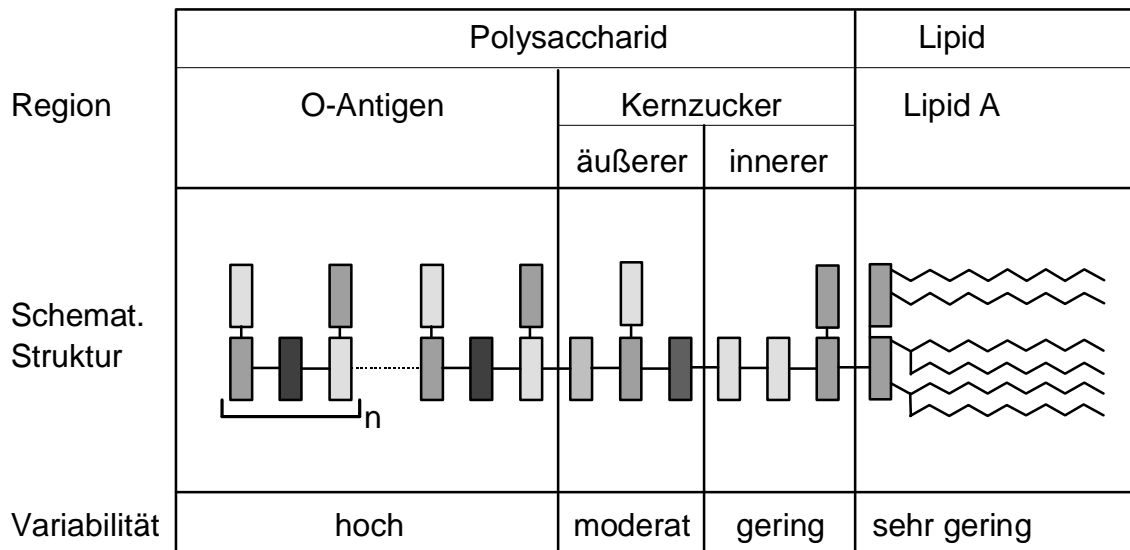 Polysaccharid Lipid
Region O-Antigen Kernzucker Lipid A
äußerer innerer
Schemat.
Struktur
n
Variabilität hoch moderat gering sehr gering